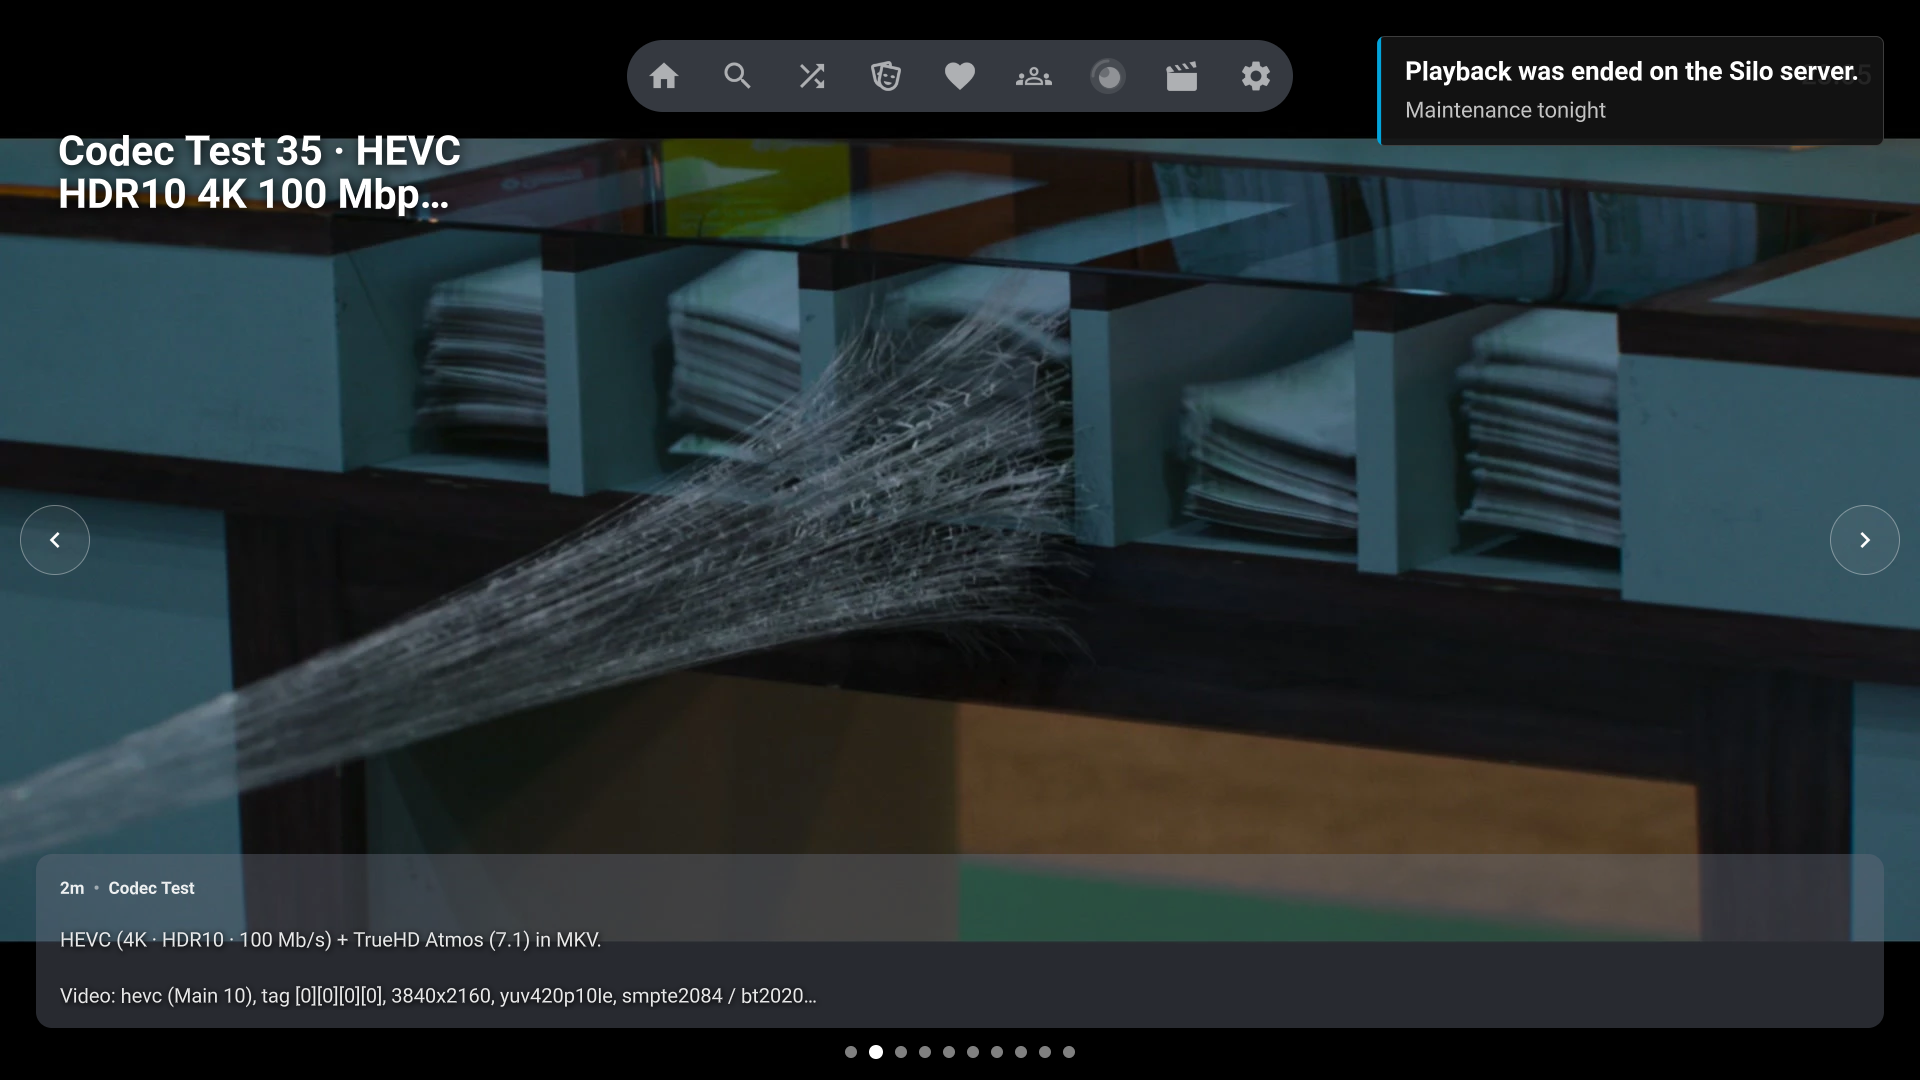 Playback was ended on the Silo server.
Maintenance tonight
Codec Test 35 · HEVC
HDR10 4K 100 Mbp…
2m • Codec Test
HEVC (4K · HDR10 · 100 Mb/s) + TrueHD Atmos (7.1) in MKV.
Video: hevc (Main 10), tag [0][0][0][0], 3840x2160, yuv420p10le, smpte2084 / bt2020…